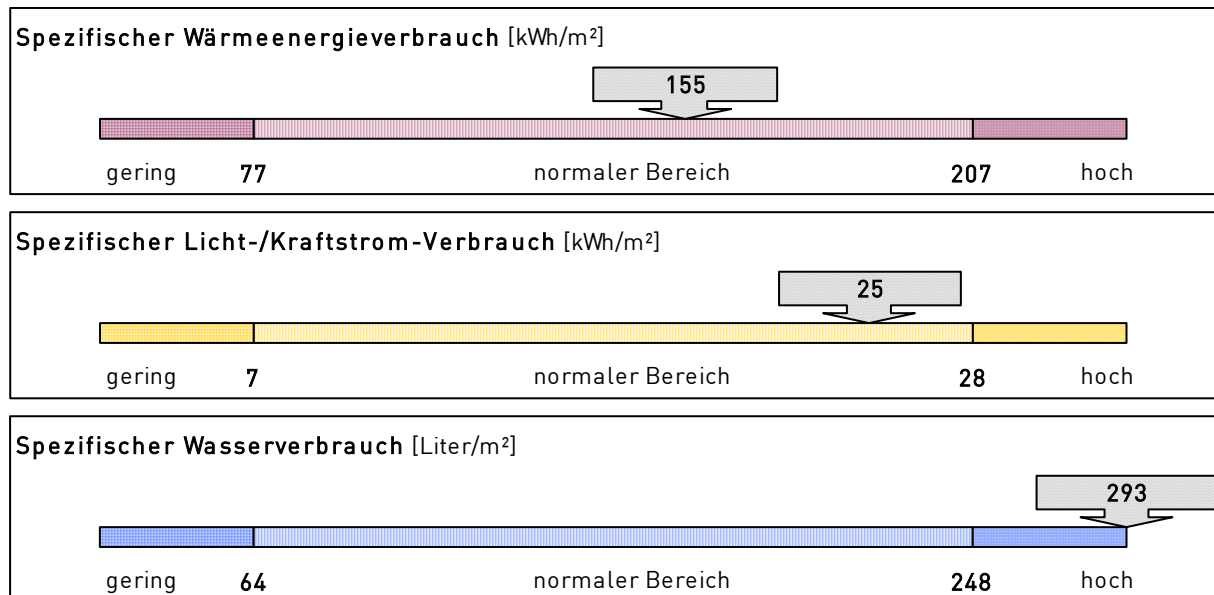 Spezifischer Wärmeenergieverbrauch [kWh/m²]
155
gering 77 normaler Bereich 207 hoch
Spezifischer Licht-/Kraftstrom-Verbrauch [kWh/m²]
25
gering 7 normaler Bereich 28 hoch
Spezifischer Wasserverbrauch [Liter/m²]
293
gering 64 normaler Bereich 248 hoch